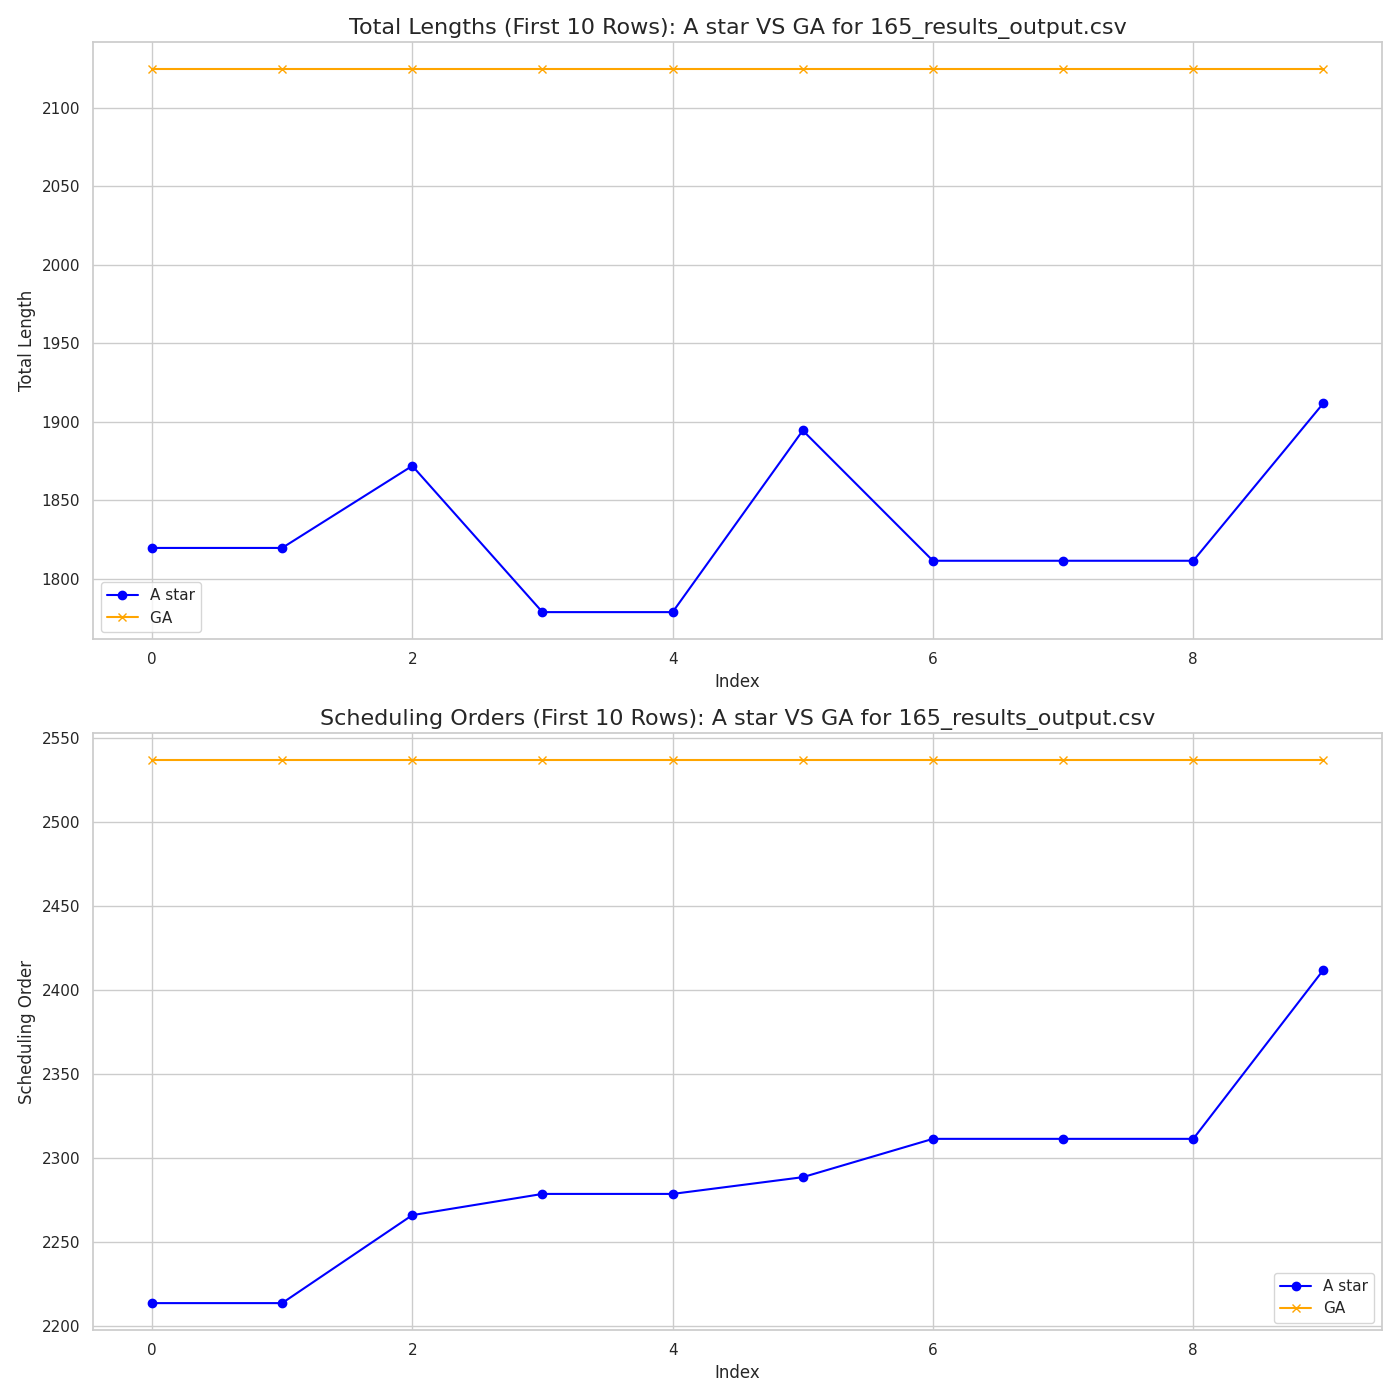 Total Lengths (First 10 Rows): A star VS GA for 165_results_output.csv
2100
2050
2000
1950
1900
1850
1800
Total Length
A star
GA
0 2 4 6 8
Index
Scheduling Orders (First 10 Rows): A star VS GA for 165_results_output.csv
2550
2500
2450
2400
2350
2300
2250
2200
Scheduling Order
A star
GA
0 2 4 6 8
Index